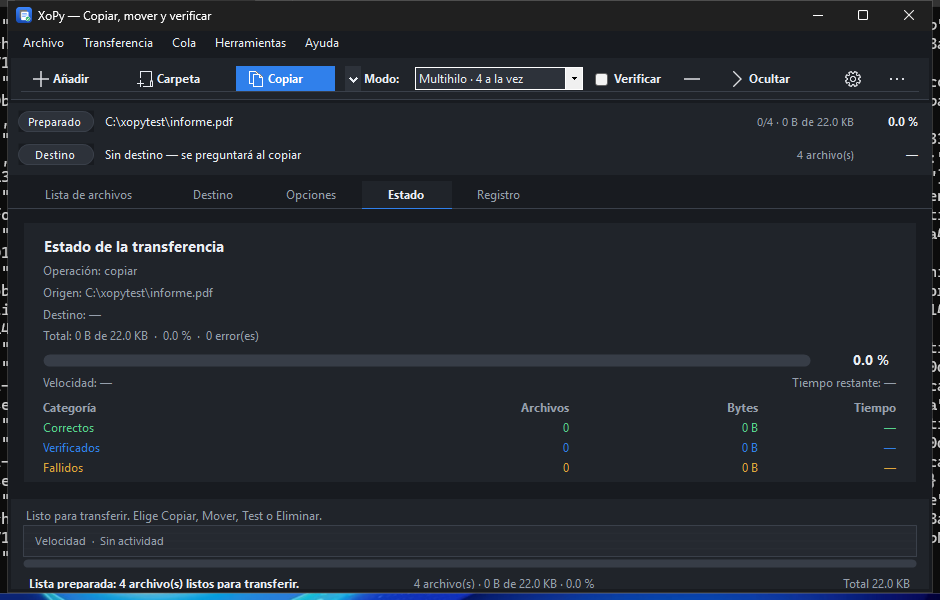 XoPy — Copiar, mover y verificar
Archivo Transferencia Cola Herramientas Ayuda
Añadir Carpeta Copiar Modo: Multihilo · 4 a la vez Verificar — Ocultar ...
Preparado C:\xopytest\informe.pdf 0/4 · 0 B de 22.0 KB 0.0 %
Destino Sin destino — se preguntará al copiar 4 archivo(s) —
Lista de archivos Destino Opciones Estado Registro
Estado de la transferencia
Operación: copiar
Origen: C:\xopytest\informe.pdf
Destino: —
Total: 0 B de 22.0 KB · 0.0 % · 0 error(es)
0.0 %
Velocidad: — Tiempo restante: —
Categoría Archivos Bytes Tiempo
Correctos 0 0 B —
Verificados 0 0 B —
Fallidos 0 0 B —
Listo para transferir. Elige Copiar, Mover, Test o Eliminar.
Velocidad · Sin actividad
Lista preparada: 4 archivo(s) listos para transferir. 4 archivo(s) · 0 B de 22.0 KB · 0.0 % Total 22.0 KB